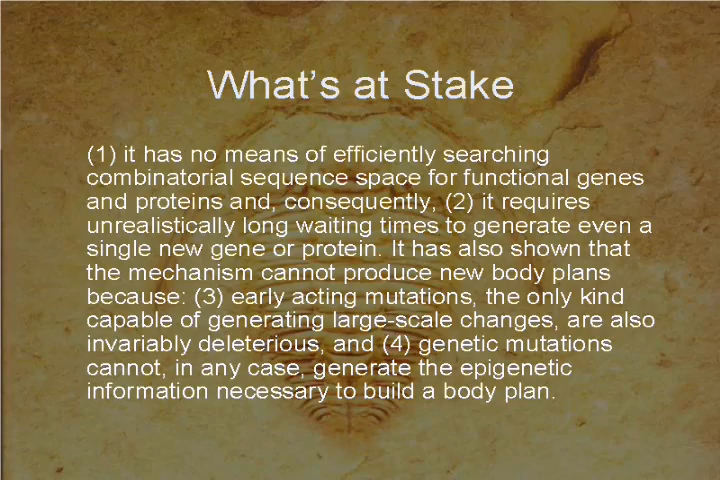 What's at Stake
(1) it has no means of efficiently searching
combinatorial sequence space for functional genes
and proteins and, consequently, (2) it requires
unrealistically long waiting times to generate even a
single new gene or protein. It has also shown that
the mechanism cannot produce new body plans
because: (3) early acting mutations, the only kind
capable of generating large-scale changes, are also
invariably deleterious, and (4) genetic mutations
cannot, in any case, generate the epigenetic
information necessary to build a body plan.